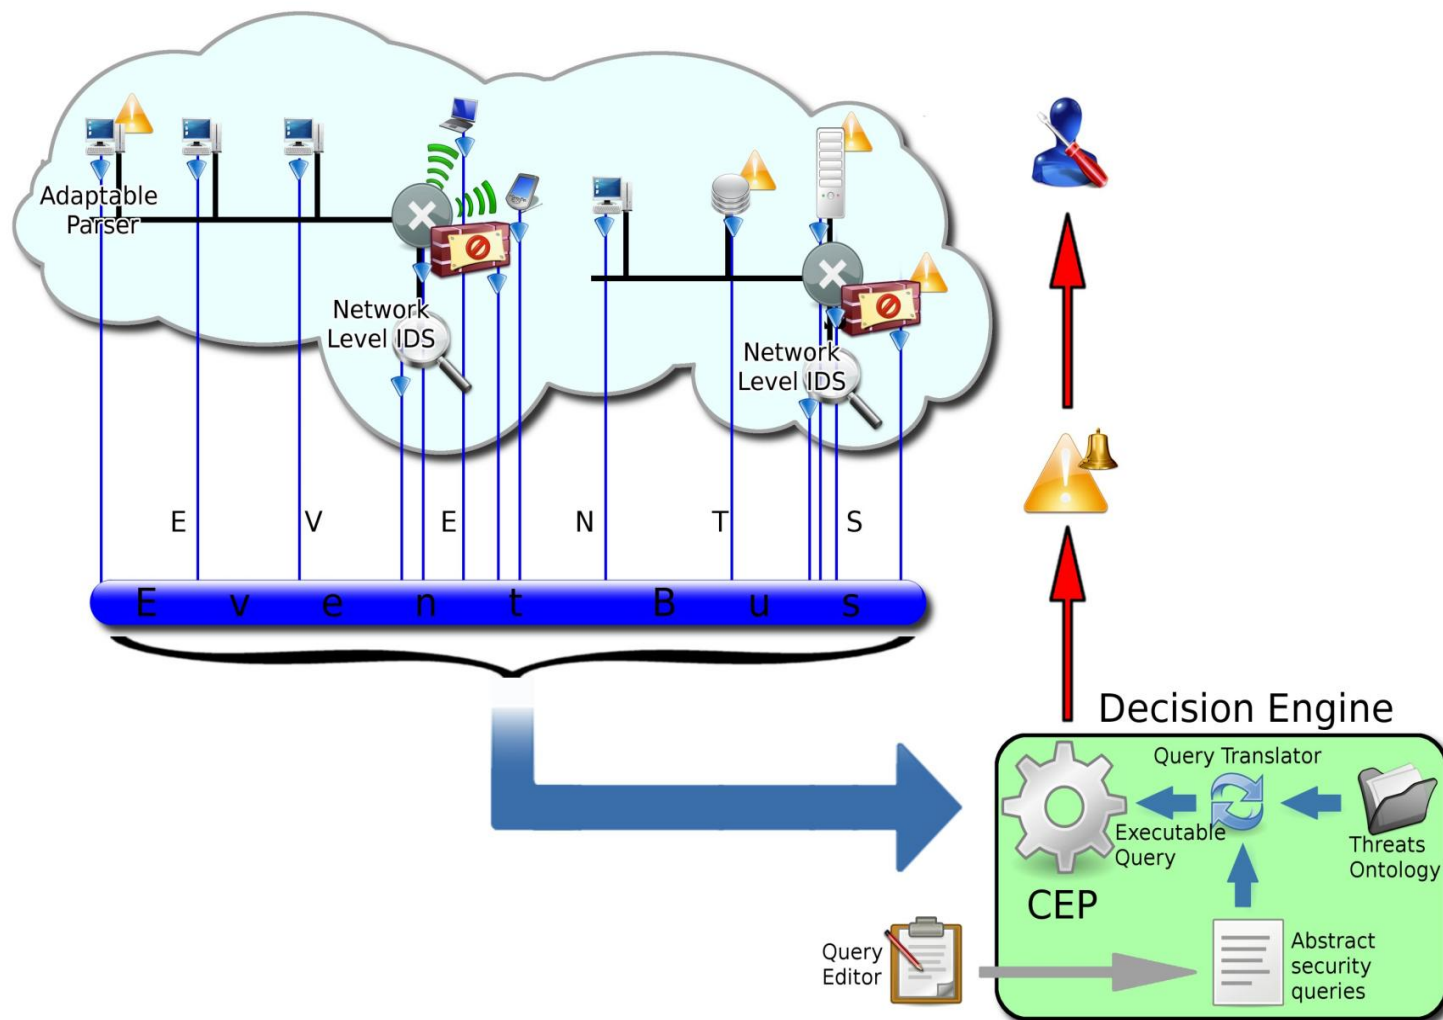 Adaptable
Parser
Network
Level IDS
Network
Level IDS
E V E N T S
E v e n t B u s
Decision Engine
Query Translator
Executable
Query
Threats
Ontology
CEP
Query
Editor
Abstract
security
queries